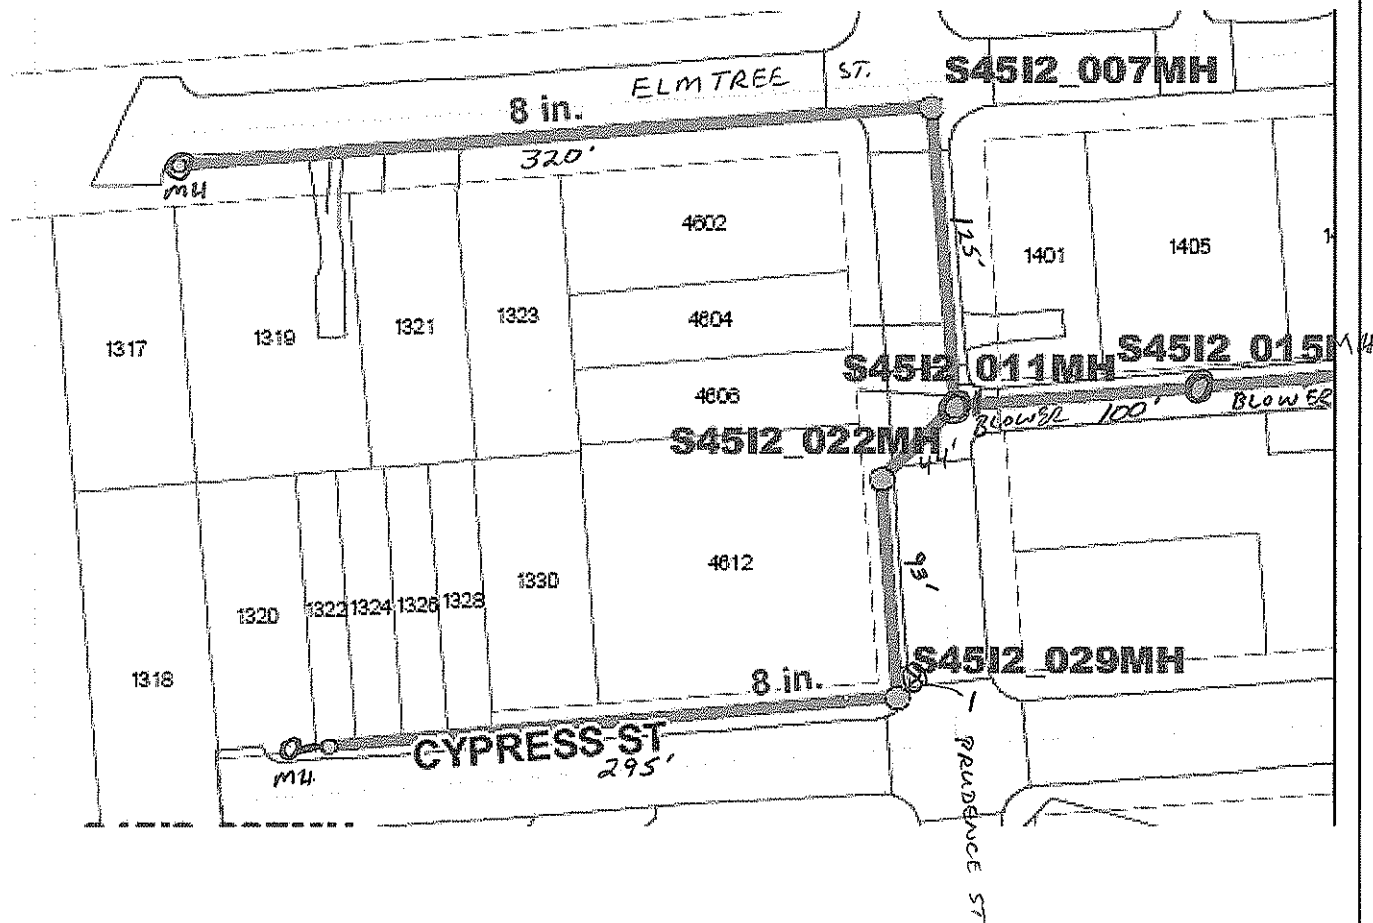 ELMTREE ST.
S45I2_007MH
8 in.
320'
MH
4602
125'
1401
1405
1317
1319
1321
1323
4604
4606
S45I2_011MH
S45I2_015MH
BLOWER 100'
BLOWER
S45I2_022MH
44'
93'
4612
1330
1320
1322
1324
1326
1328
1318
S45I2_029MH
8 in.
1
CYPRESS ST
295'
MH
PRUDENCE ST